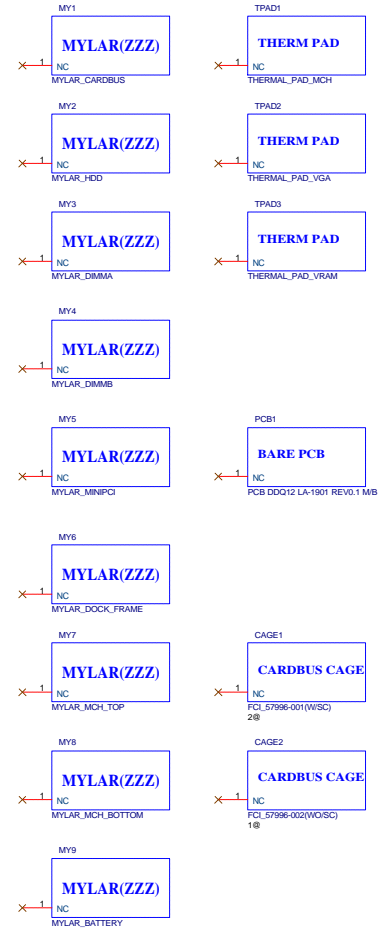 MY1
MYLAR(ZZZ)
1
NC
MYLAR_CARDBUS
TPAD1
THERM PAD
1
NC
THERMAL_PAD_MCH
MY2
MYLAR(ZZZ)
1
NC
MYLAR_HDD
TPAD2
THERM PAD
1
NC
THERMAL_PAD_VGA
MY3
MYLAR(ZZZ)
1
NC
MYLAR_DIMMA
TPAD3
THERM PAD
1
NC
THERMAL_PAD_VRAM
MY4
MYLAR(ZZZ)
1
NC
MYLAR_DIMMB
MY5
MYLAR(ZZZ)
1
NC
MYLAR_MINIPCI
PCB1
BARE PCB
1
NC
PCB DDQ12 LA-1901 REV0.1 M/B
MY6
MYLAR(ZZZ)
1
NC
MYLAR_DOCK_FRAME
MY7
MYLAR(ZZZ)
1
NC
MYLAR_MCH_TOP
CAGE1
CARDBUS CAGE
1
NC
FCI_57996-001(W/SC)
2@
MY8
MYLAR(ZZZ)
1
NC
MYLAR_MCH_BOTTOM
CAGE2
CARDBUS CAGE
1
NC
FCI_57996-002(WO/SC)
1@
MY9
MYLAR(ZZZ)
1
NC
MYLAR_BATTERY